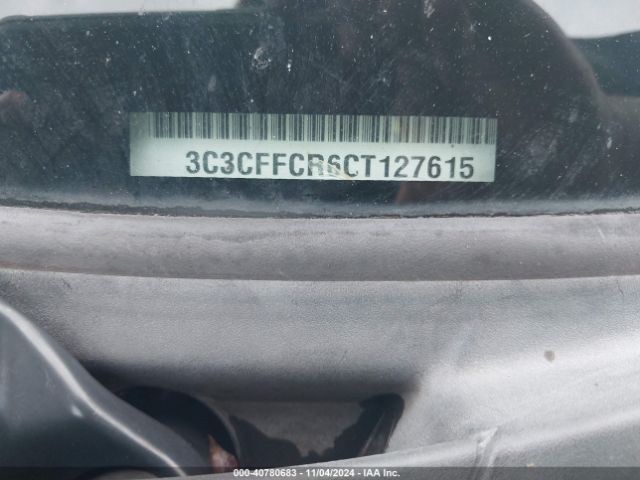 3C3CFFCR6CT127615
000-40780683 - 11/04/2024 - IAA Inc.